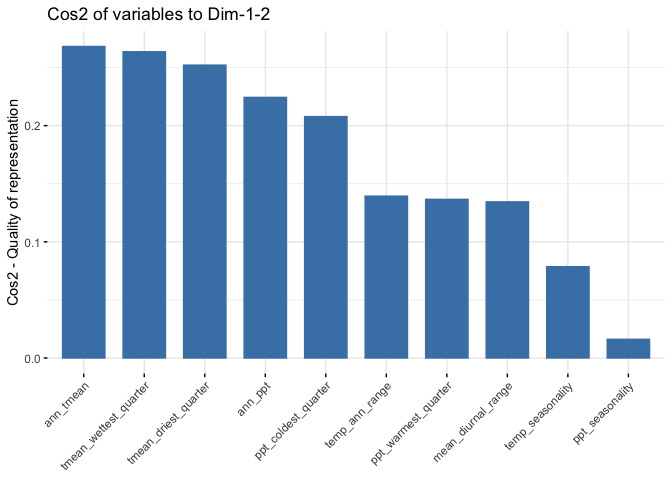 Cos2 of variables to Dim-1-2
Cos2 - Quality of representation
0.2
0.1
0.0
ann_tmean
tmean_wettest_quarter
tmean_driest_quarter
ann_ppt
ppt_coldest_quarter
temp_ann_range
ppt_warmest_quarter
mean_diurnal_range
temp_seasonality
ppt_seasonality